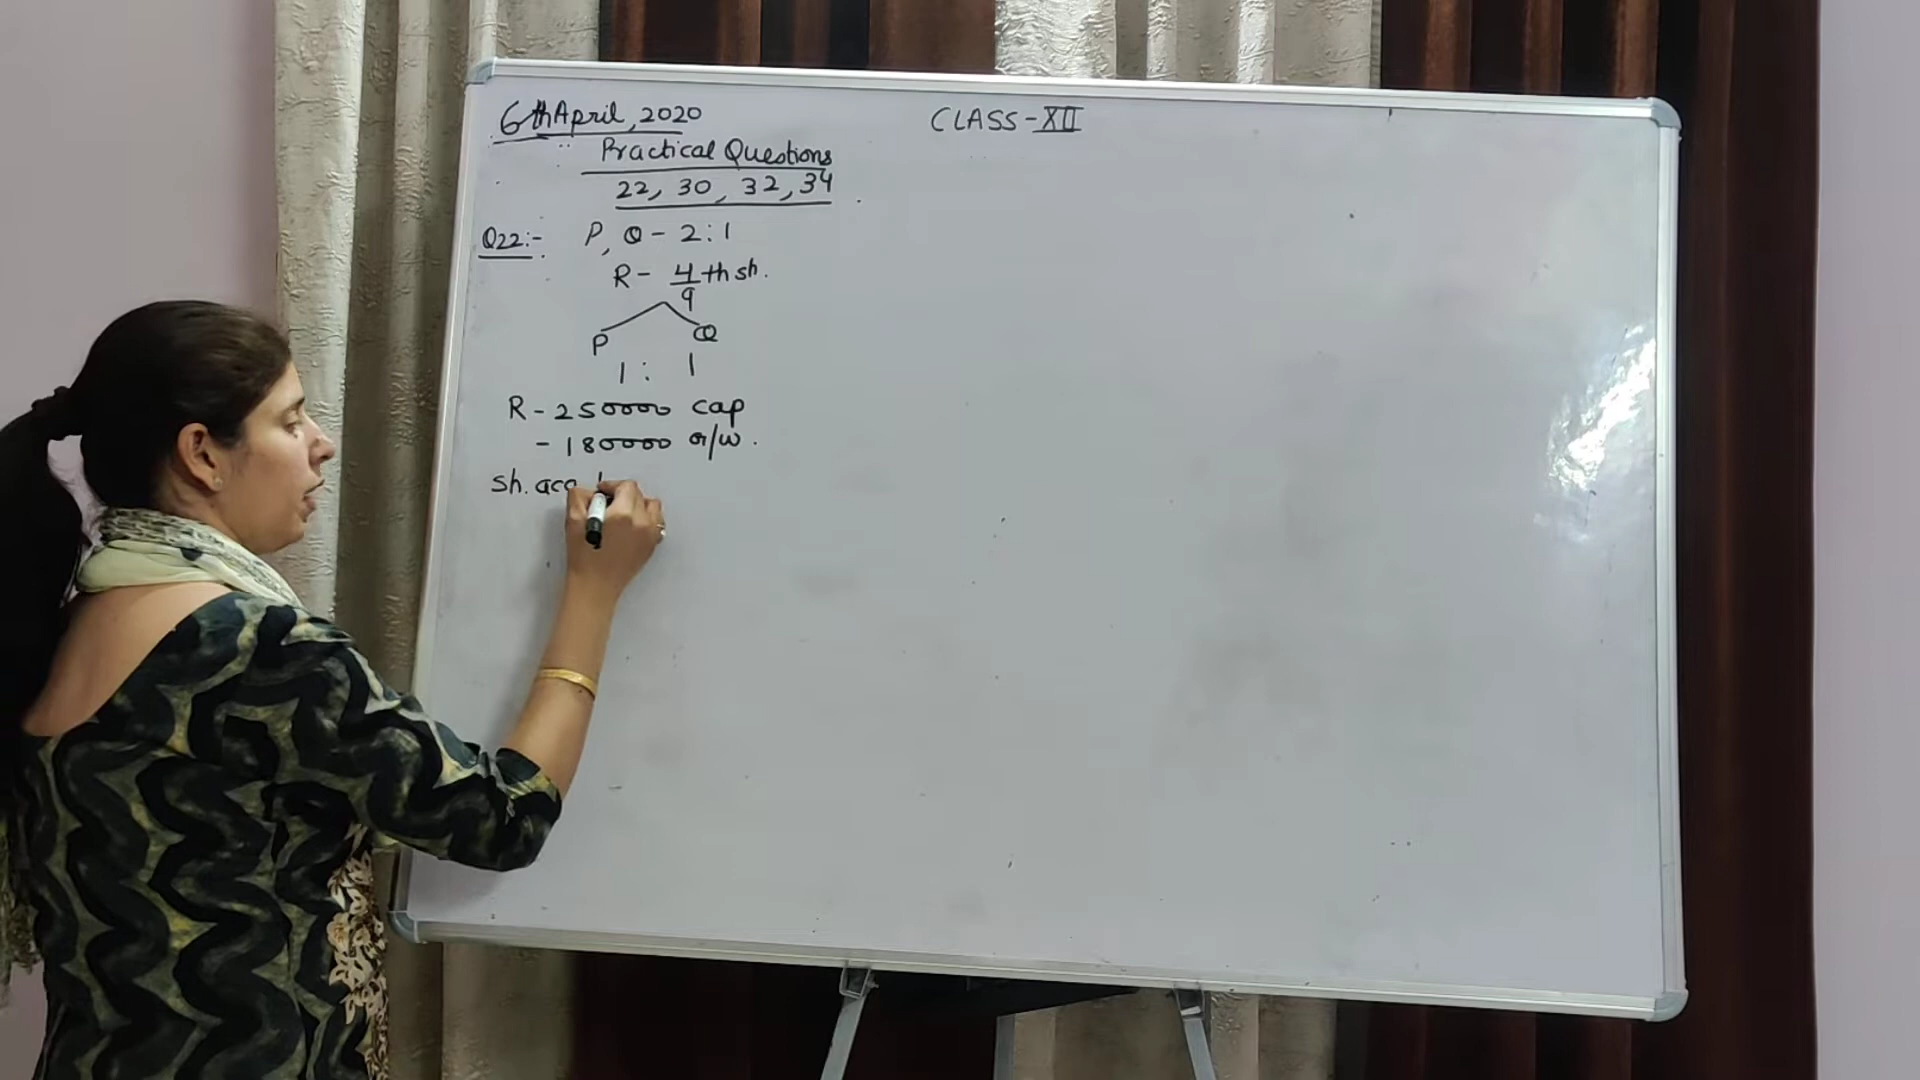 6th April, 2020
CLASS-XII
Practical Questions
22, 30, 32, 34
Q22:- P, Q - 2:1
R - 4/9 th sh.
P Q
1 : 1
R - 250000 cap
- 180000 g/w.
sh. acq